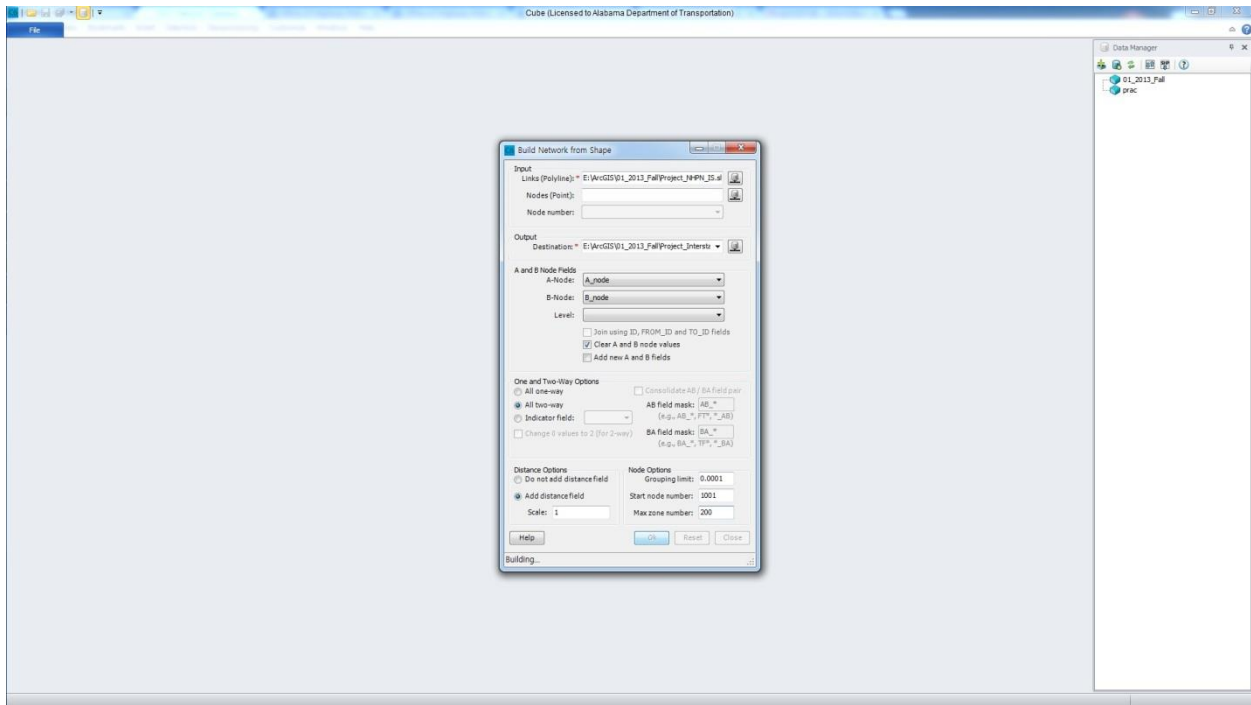 Cube (Licensed to Alabama Department of Transportation)
File
Data Manager
01_2013_Fall
prac
Build Network from Shape
Input
Links (Polyline): * E:\ArcGIS\01_2013_Fall\Project_NHPN_IS.sl
Nodes (Point):
Node number:
Output
Destination: * E:\ArcGIS\01_2013_Fall\Project_Intersta
A and B Node Fields
A-Node: A_node
B-Node: B_node
Level:
Join using ID, FROM_ID and TO_ID fields
Clear A and B node values
Add new A and B fields
One and Two-Way Options
All one-way
Consolidate AB / BA field pair
All two-way
AB field mask: AB_*
Indicator field:
(e.g., AB_*, FT*, *_AB)
Change 0 values to 2 (for 2-way)
BA field mask: BA_*
(e.g., BA_*, TF*, *_BA)
Distance Options
Node Options
Do not add distance field
Grouping limit: 0.0001
Add distance field
Start node number: 1001
Scale: 1
Max zone number: 200
Help
Ok
Reset
Close
Building...